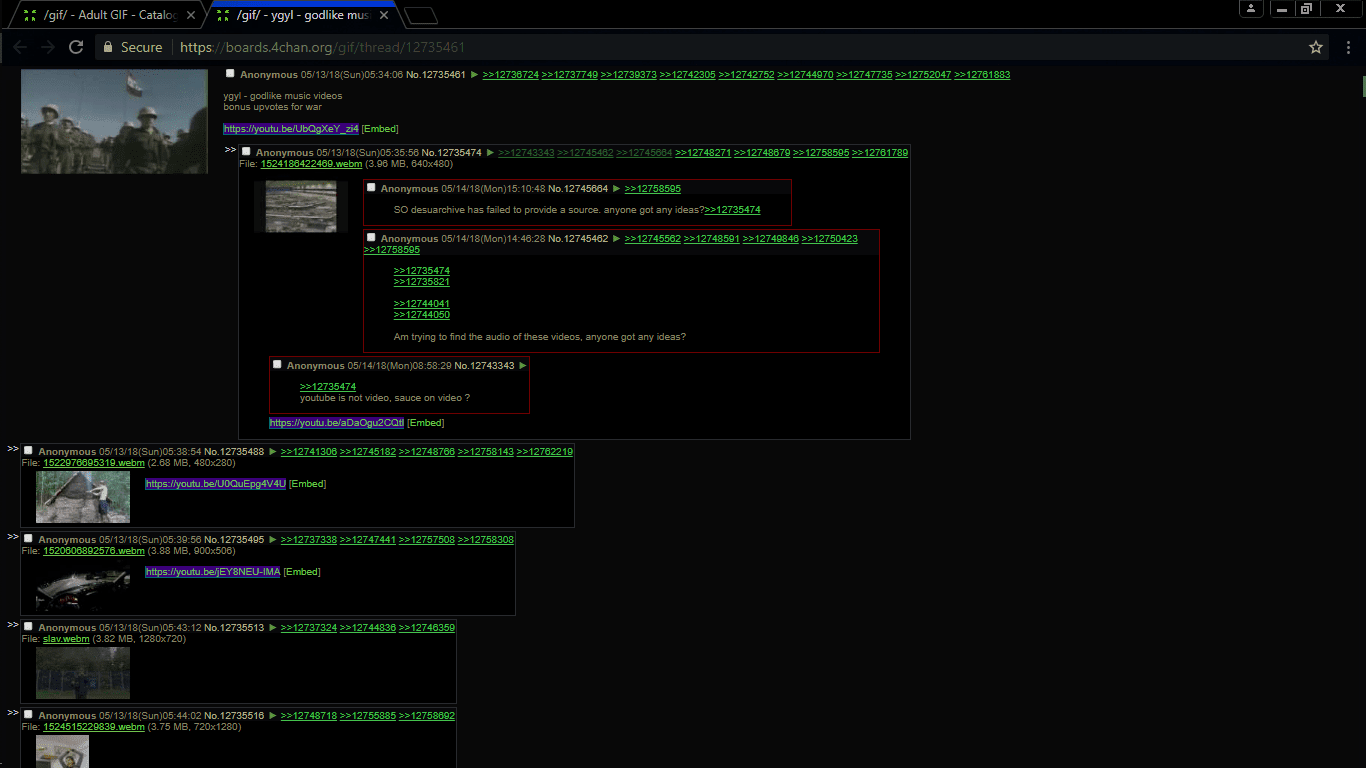 /gif/ - Adult GIF - Catalog
/gif/ - ygyl - godlike mus
Secure
https://boards.4chan.org/gif/thread/12735461
Anonymous 05/13/18(Sun)05:34:06 No.12735461 ▶ >>12736724 >>12737749 >>12739373 >>12742305 >>12742752 >>12744970 >>12747735 >>12752047 >>12761883
ygyl - godlike music videos
bonus upvotes for war
https://youtu.be/UbQgXeY_zi4 [Embed]
>> Anonymous 05/13/18(Sun)05:35:56 No.12735474 ▶ >>12743343 >>12745462 >>12745664 >>12748271 >>12748679 >>12758595 >>12761789
File: 1524186422469.webm (3.96 MB, 640x480)
Anonymous 05/14/18(Mon)15:10:48 No.12745664 ▶ >>12758595
SO desuarchive has failed to provide a source. anyone got any ideas?>>12735474
Anonymous 05/14/18(Mon)14:46:28 No.12745462 ▶ >>12745562 >>12748591 >>12749846 >>12750423
>>12758595
>>12735474
>>12735821
>>12744041
>>12744050
Am trying to find the audio of these videos, anyone got any ideas?
Anonymous 05/14/18(Mon)08:58:29 No.12743343 ▶
>>12735474
youtube is not video, sauce on video ?
https://youtu.be/aDaOgu2CQtI [Embed]
>> Anonymous 05/13/18(Sun)05:38:54 No.12735488 ▶ >>12741306 >>12745182 >>12748766 >>12758143 >>12762219
File: 1522976695319.webm (2.68 MB, 480x280)
https://youtu.be/U0QuEpg4V4U [Embed]
>> Anonymous 05/13/18(Sun)05:39:56 No.12735495 ▶ >>12737338 >>12747441 >>12757508 >>12758308
File: 1520606892576.webm (3.88 MB, 900x506)
https://youtu.be/jEY8NEU-IMA [Embed]
>> Anonymous 05/13/18(Sun)05:43:12 No.12735513 ▶ >>12737324 >>12744836 >>12746359
File: slav.webm (3.82 MB, 1280x720)
>> Anonymous 05/13/18(Sun)05:44:02 No.12735516 ▶ >>12748718 >>12755885 >>12758692
File: 1524515229839.webm (3.75 MB, 720x1280)